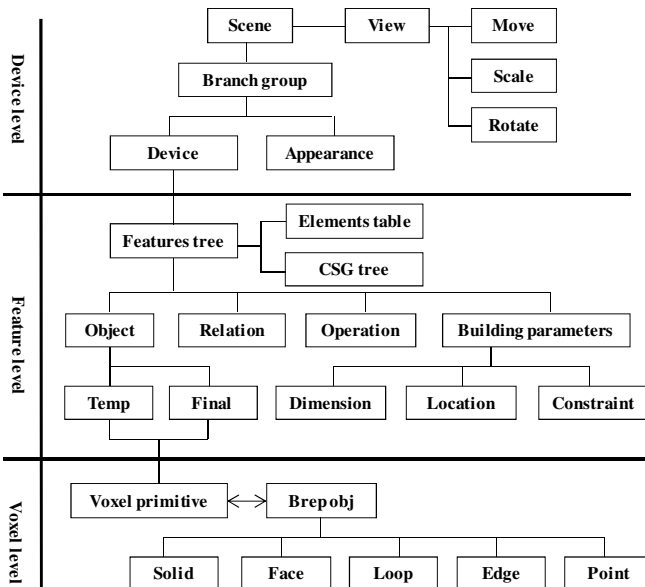 Device level
Scene
View
Move
Branch group
Scale
Rotate
Device
Appearance
Feature level
Features tree
Elements table
CSG tree
Object
Relation
Operation
Building parameters
Temp
Final
Dimension
Location
Constraint
Voxel level
Voxel primitive
Brep obj
Solid
Face
Loop
Edge
Point